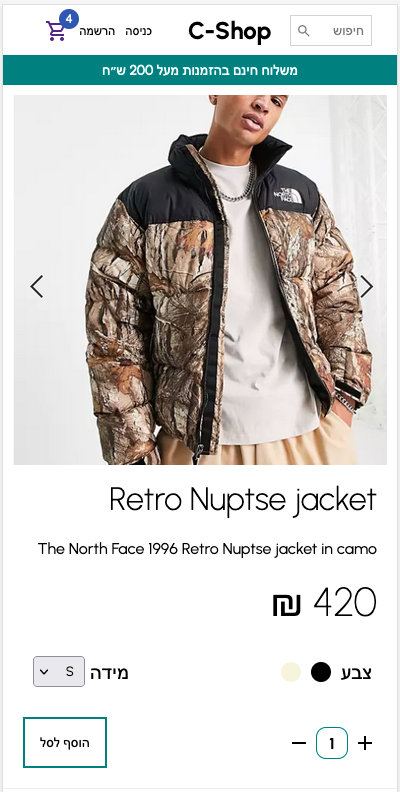 חיפוש
C-Shop
הרשמה כניסה
4
משלוח חינם בהזמנות מעל 200 ש״ח
THE
NORTH
FACE
Retro Nuptse jacket
The North Face 1996 Retro Nuptse jacket in camo
₪ 420
צבע
מידה
S
1
הוסף לסל